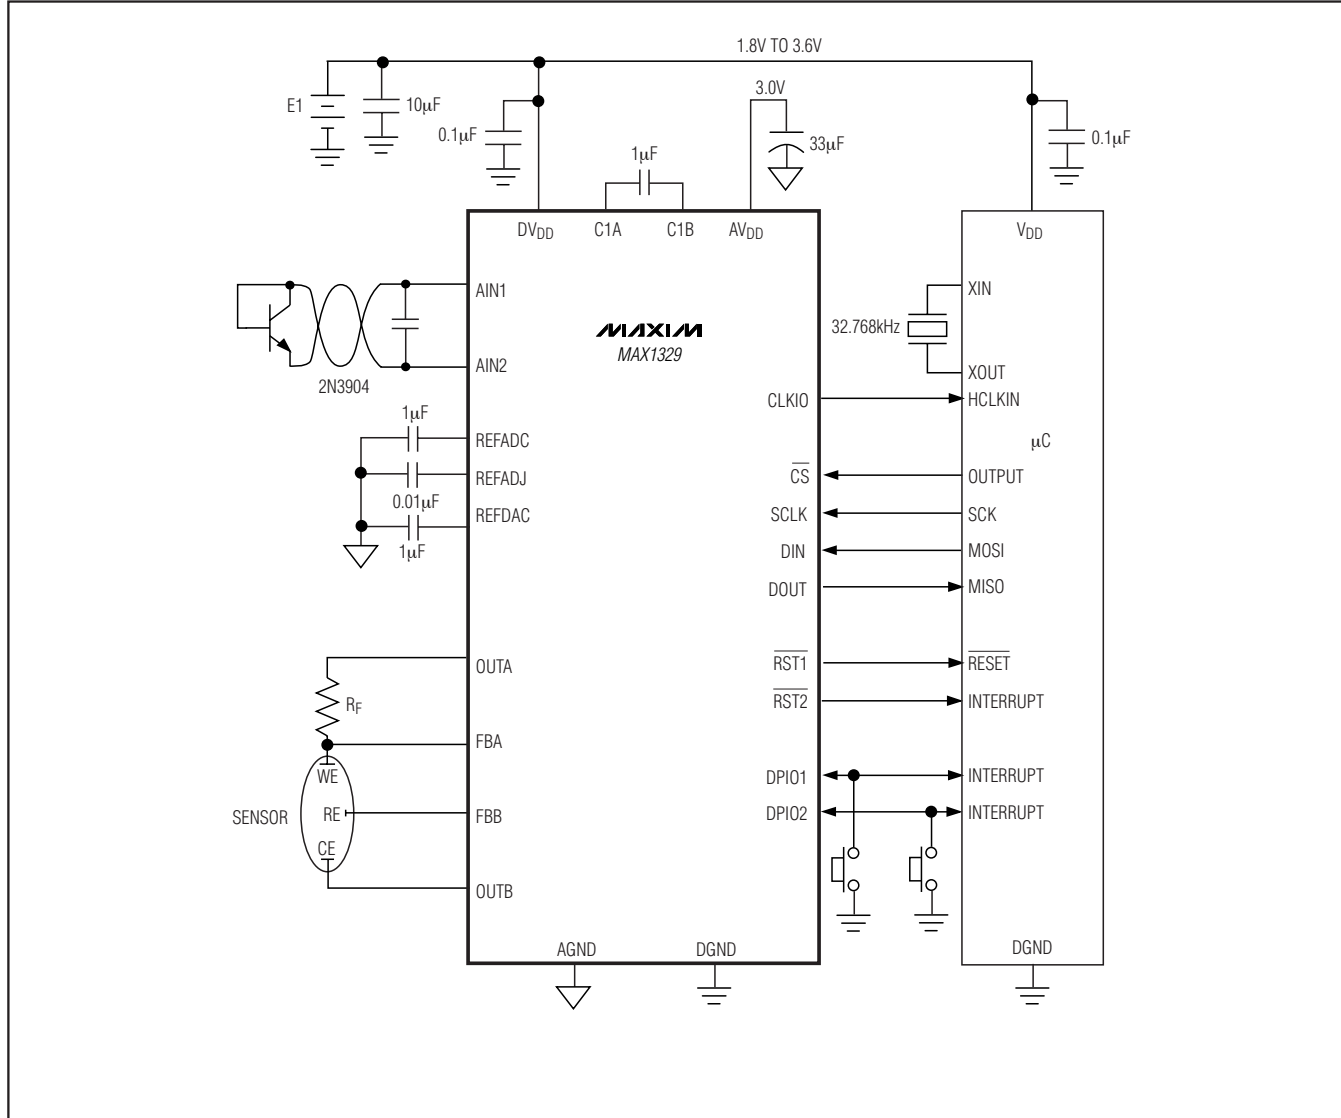 1.8V TO 3.6V
E1
10µF
3.0V
0.1µF
33µF
0.1µF
1µF
DVDD
C1A
C1B
AVDD
VDD
AIN1
XIN
MAXIM
MAX1329
32.768kHz
AIN2
XOUT
2N3904
CLKIO
HCLKIN
1µF
REFADC
µC
REFADJ
CS
OUTPUT
0.01µF
REFDAC
SCLK
SCK
1µF
DIN
MOSI
DOUT
MISO
OUTA
RST1
RESET
RF
RST2
INTERRUPT
FBA
WE
DPIO1
INTERRUPT
SENSOR
RE
FBB
DPIO2
INTERRUPT
CE
OUTB
AGND
DGND
DGND